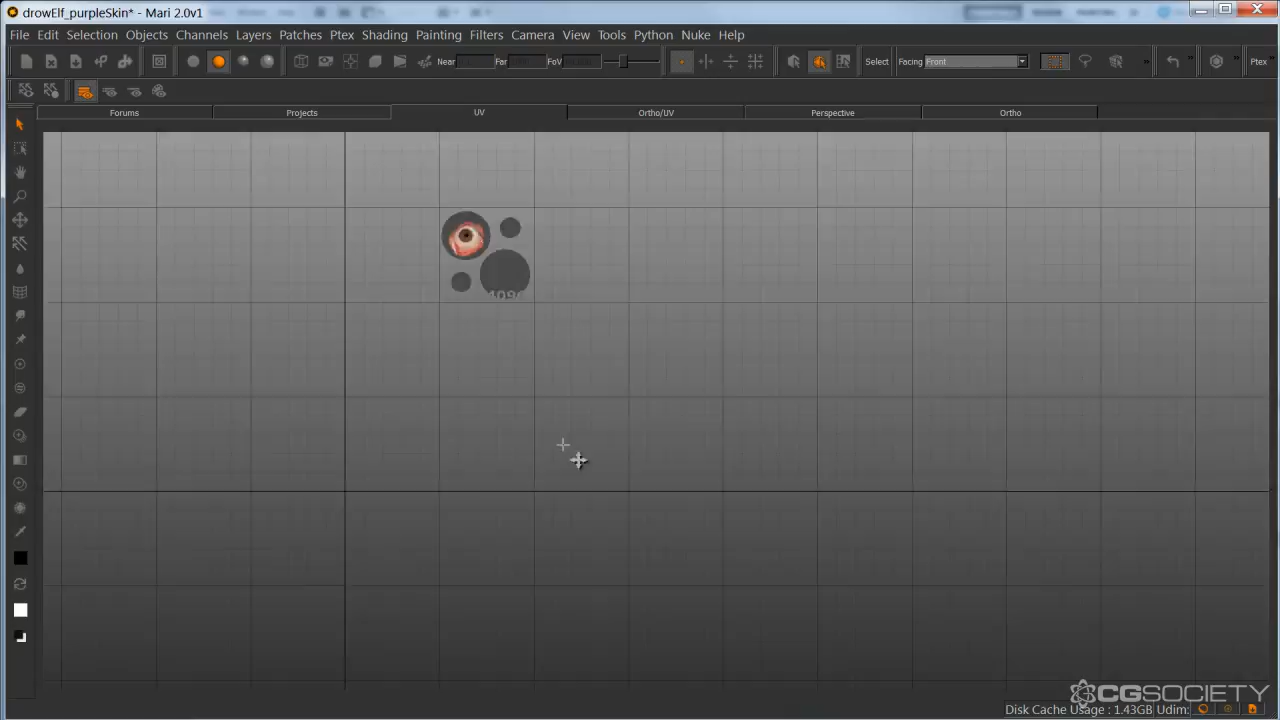 drowElf_purpleSkin* - Mari 2.0v1
File Edit Selection Objects Channels Layers Patches Ptex Shading Painting Filters Camera View Tools Python Nuke Help
Near Far FoV Select Facing Front Ptex
Forums Projects UV Ortho/UV Perspective Ortho
CGSOCIETY
Disk Cache Usage : 1.43GB Udim: